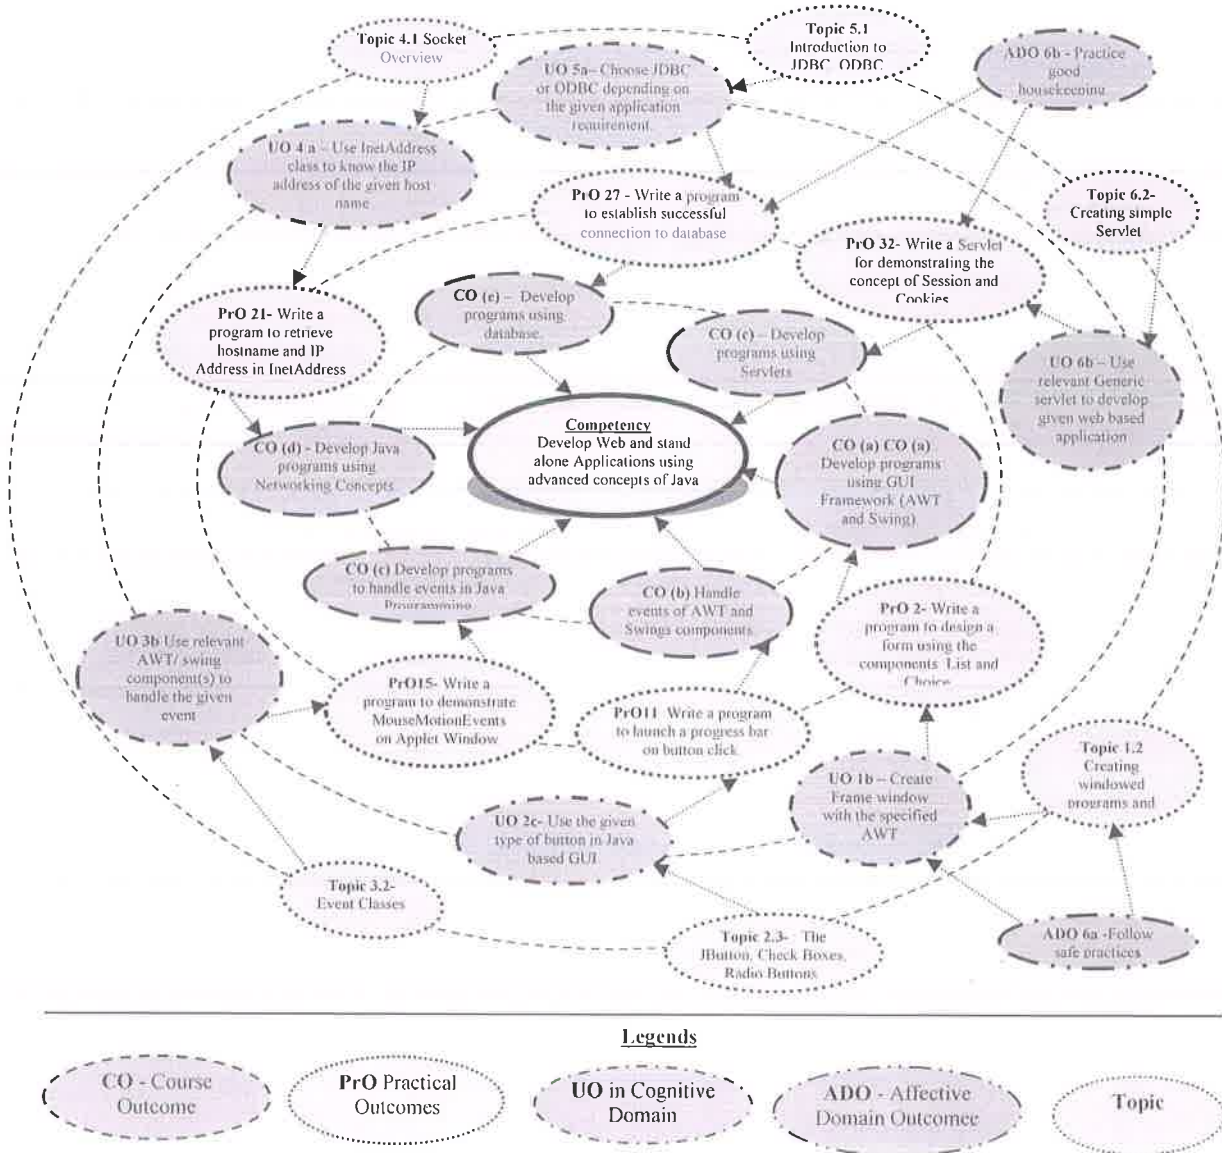 Topic 4.1 Socket
Overview
Topic 5.1
Introduction to
JDBC, ODBC
ADO 6b - Practice
good
housekeeping.
UO 5a– Choose JDBC
or ODBC depending on
the given application
requirement.
UO 4 a – Use InetAddress
class to know the IP
address of the given host
name
PrO 27 - Write a program
to establish successful
connection to database
Topic 6.2-
Creating simple
Servlet
PrO 32- Write a Servlet
for demonstrating the
concept of Session and
Cookies
PrO 21- Write a
program to retrieve
hostname and IP
Address in InetAddress
CO (e) – Develop
programs using
database.
CO (c) – Develop
programs using
Servlets
UO 6b – Use
relevant Generic
servlet to develop
given web based
application
Competency
Develop Web and stand
alone Applications using
advanced concepts of Java
CO (d) - Develop Java
programs using
Networking Concepts
CO (a) CO (a)
Develop programs
using GUI
Framework (AWT
and Swing)
CO (c) Develop programs
to handle events in Java
Programming
CO (b) Handle
events of AWT and
Swings components
PrO 2- Write a
program to design a
form using the
components List and
Choice
UO 3b Use relevant
AWT/ swing
component(s) to
handle the given
event
PrO15- Write a
program to demonstrate
MouseMotionEvents
on Applet Window
PrO11 Write a program
to launch a progress bar
on button click
Topic 1.2
Creating
windowed
programs and
UO 1b – Create
Frame window
with the specified
AWT
UO 2c- Use the given
type of button in Java
based GUI
Topic 3.2-
Event Classes
Topic 2.3- The
JButton, Check Boxes,
Radio Buttons
ADO 6a -Follow
safe practices
Legends
CO - Course
Outcome
PrO Practical
Outcomes
UO in Cognitive
Domain
ADO - Affective
Domain Outcomee
Topic